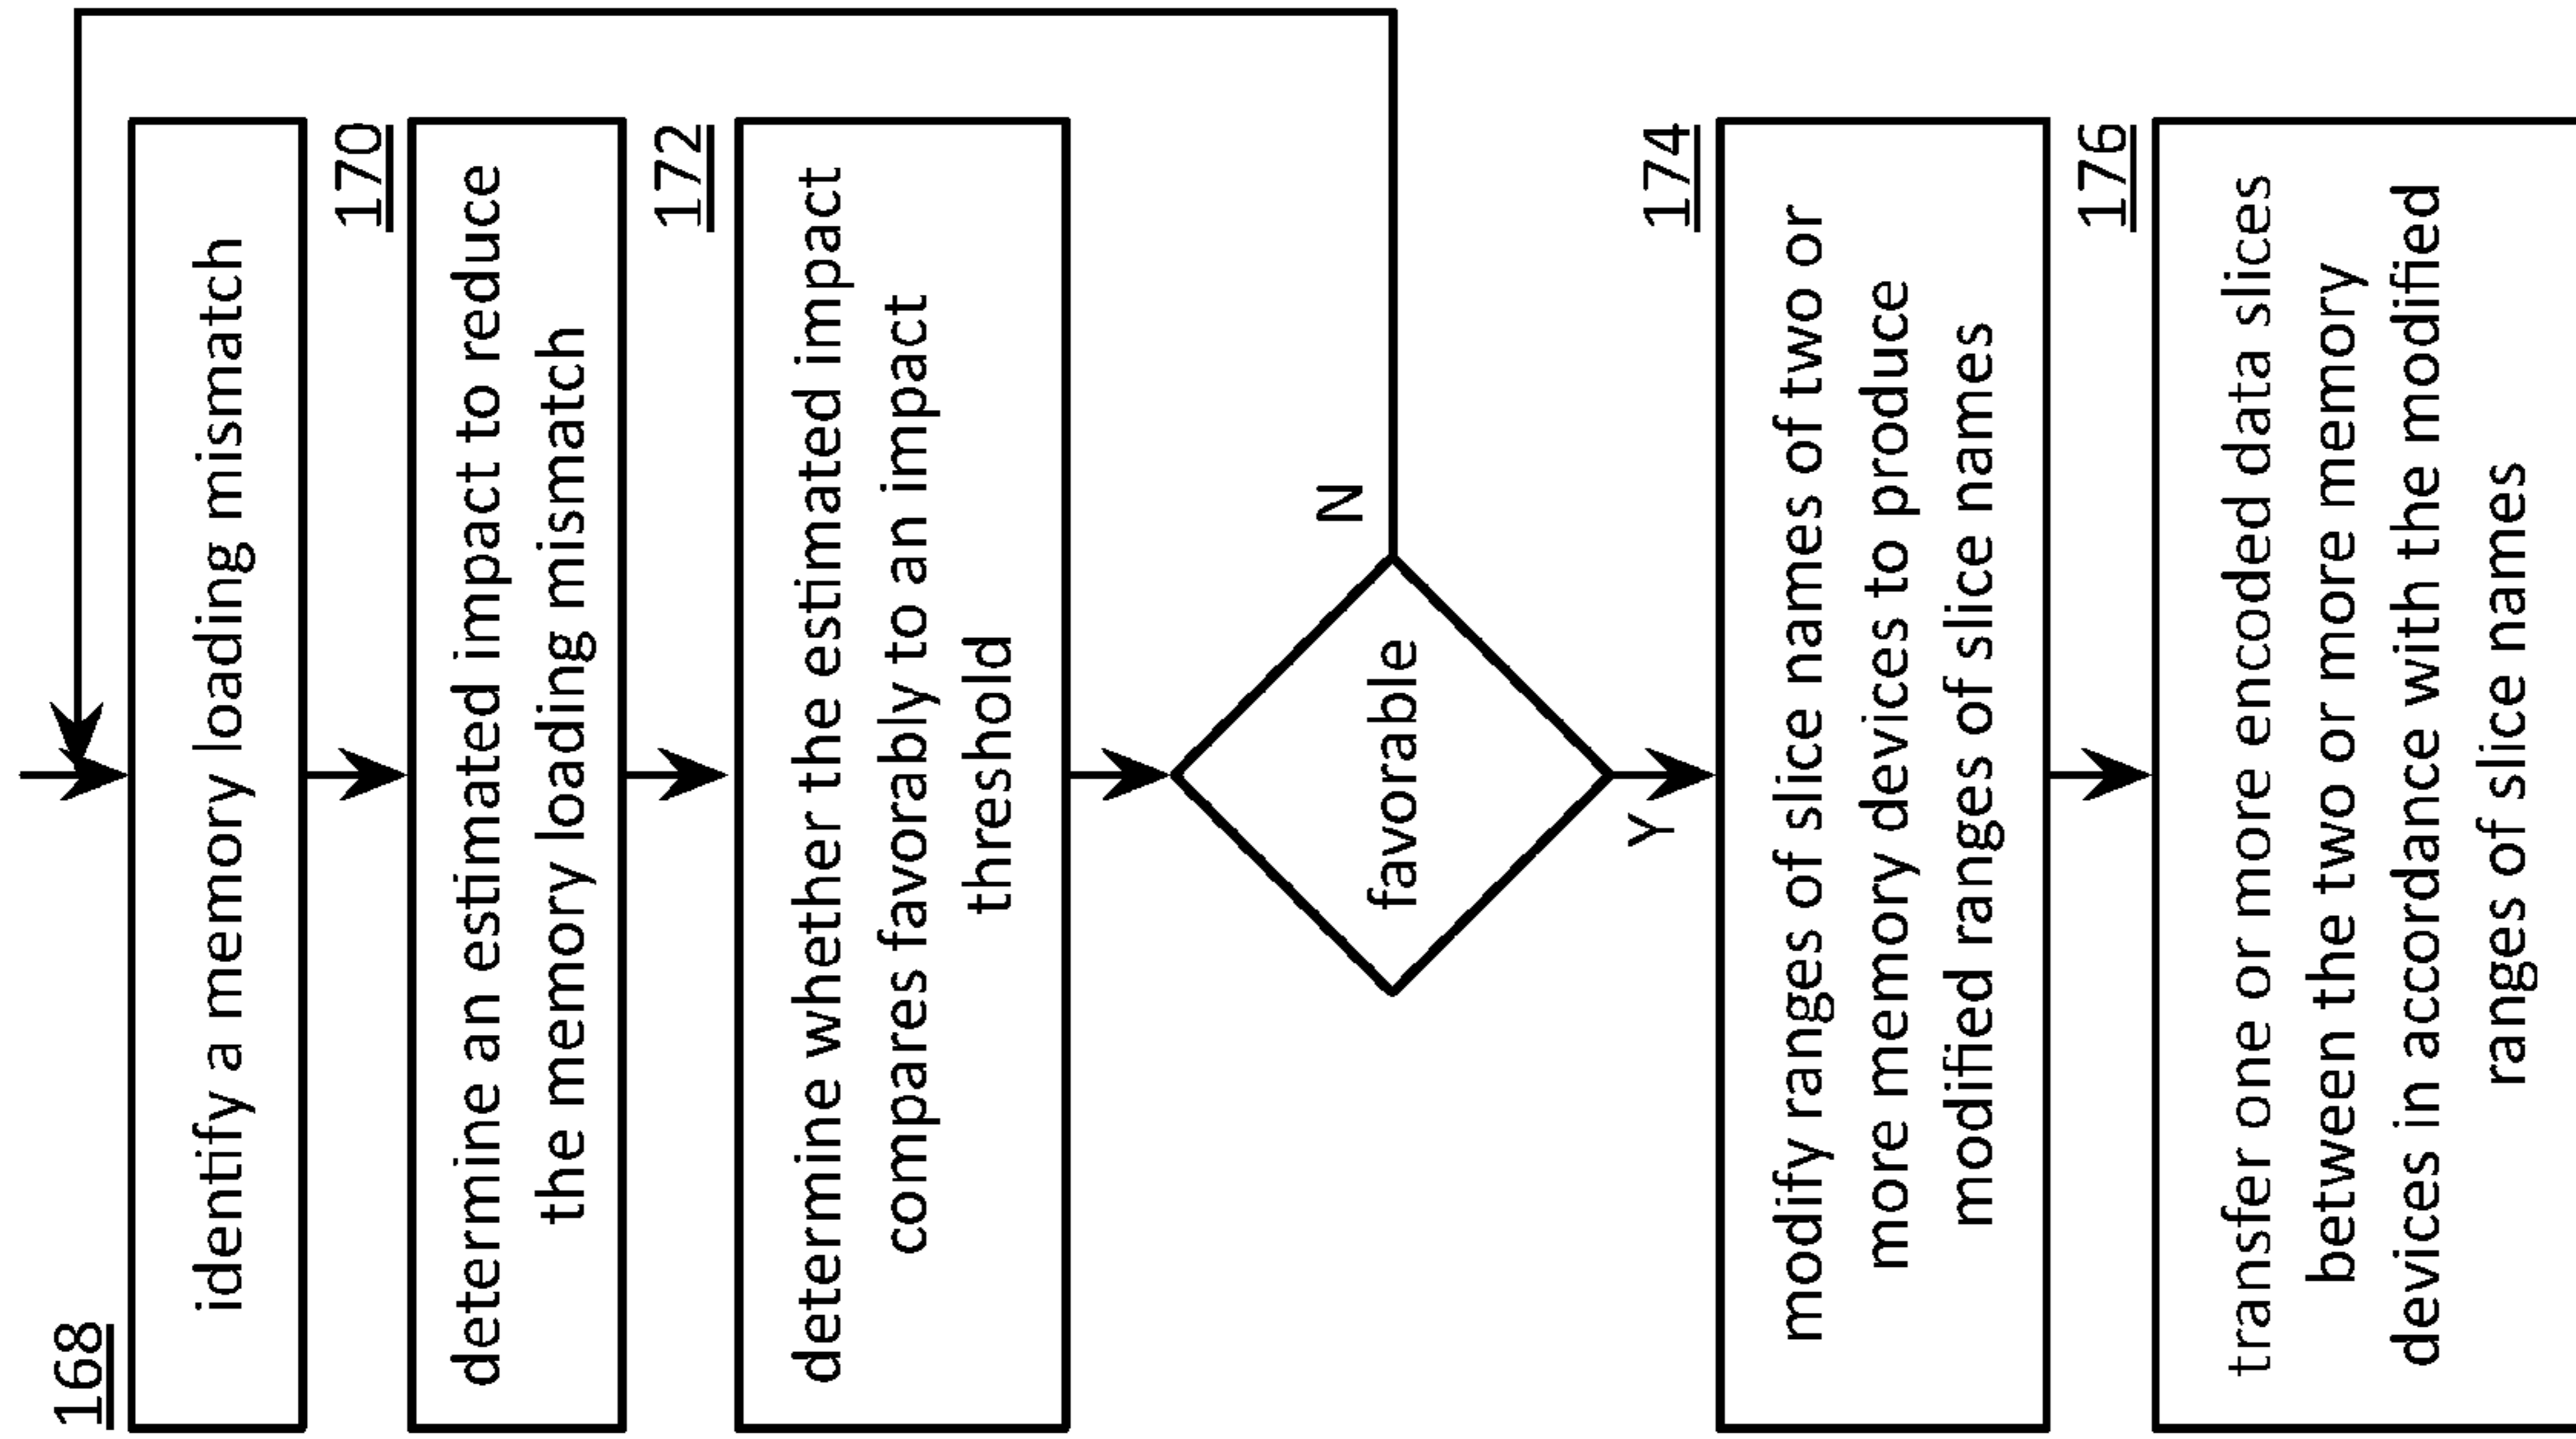 168
identify a memory loading mismatch
170
determine an estimated impact to reduce
the memory loading mismatch
172
determine whether the estimated impact
compares favorably to an impact
threshold
favorable
N
Y
174
modify ranges of slice names of two or
more memory devices to produce
modified ranges of slice names
176
transfer one or more encoded data slices
between the two or more memory
devices in accordance with the modified
ranges of slice names